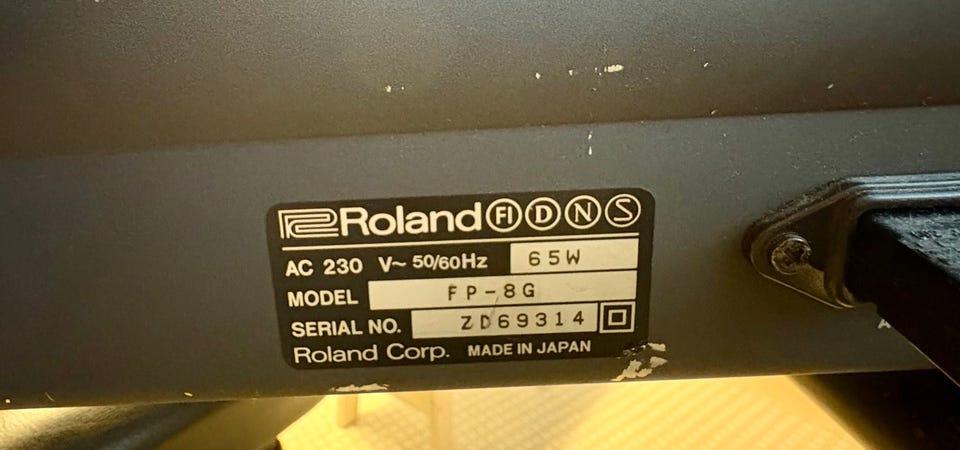 Roland FI D N S
AC 230 V~ 50/60Hz 65W
MODEL FP-8G
SERIAL NO. ZD69314
Roland Corp. MADE IN JAPAN